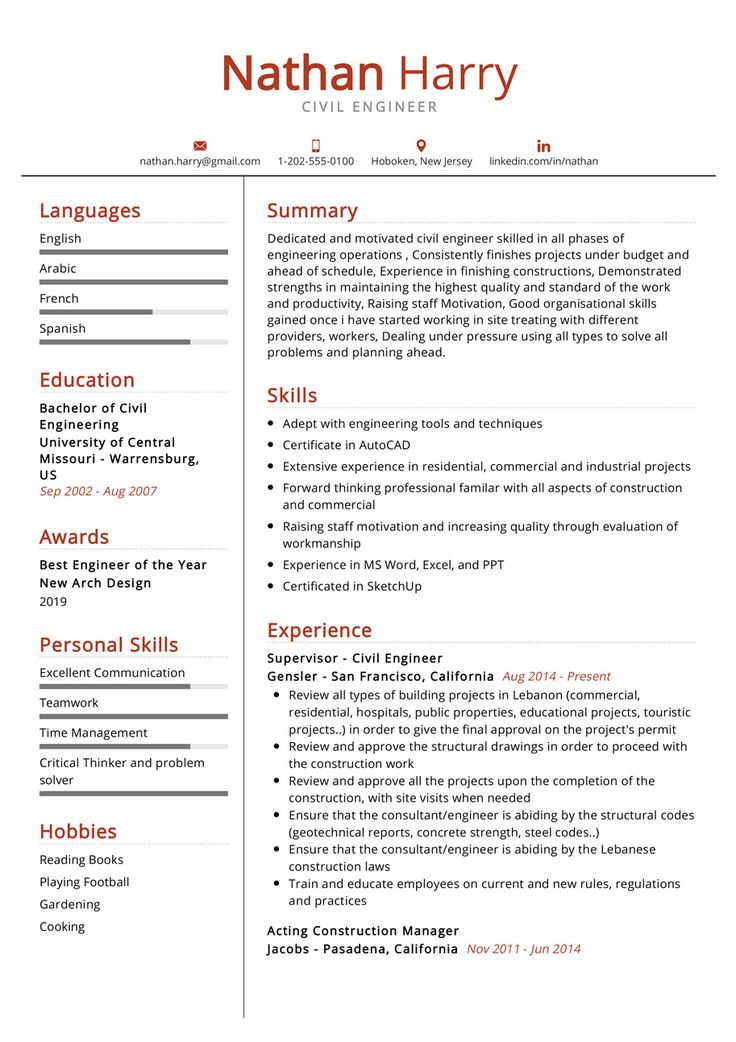 Nathan Harry
CIVIL ENGINEER
nathan.harry@gmail.com
1-202-555-0100
Hoboken, New Jersey
linkedin.com/in/nathan
Languages
English
Arabic
French
Spanish
Education
Bachelor of Civil
Engineering
University of Central
Missouri - Warrensburg,
US
Sep 2002 - Aug 2007
Awards
Best Engineer of the Year
New Arch Design
2019
Personal Skills
Excellent Communication
Teamwork
Time Management
Critical Thinker and problem
solver
Hobbies
Reading Books
Playing Football
Gardening
Cooking
Summary
Dedicated and motivated civil engineer skilled in all phases of
engineering operations , Consistently finishes projects under budget and
ahead of schedule, Experience in finishing constructions, Demonstrated
strengths in maintaining the highest quality and standard of the work
and productivity, Raising staff Motivation, Good organisational skills
gained once i have started working in site treating with different
providers, workers, Dealing under pressure using all types to solve all
problems and planning ahead.
Skills
• Adept with engineering tools and techniques
• Certificate in AutoCAD
• Extensive experience in residential, commercial and industrial projects
• Forward thinking professional familar with all aspects of construction
and commercial
• Raising staff motivation and increasing quality through evaluation of
workmanship
• Experience in MS Word, Excel, and PPT
• Certificated in SketchUp
Experience
Supervisor - Civil Engineer
Gensler - San Francisco, California Aug 2014 - Present
• Review all types of building projects in Lebanon (commercial,
residential, hospitals, public properties, educational projects, touristic
projects..) in order to give the final approval on the project's permit
• Review and approve the structural drawings in order to proceed with
the construction work
• Review and approve all the projects upon the completion of the
construction, with site visits when needed
• Ensure that the consultant/engineer is abiding by the structural codes
(geotechnical reports, concrete strength, steel codes..)
• Ensure that the consultant/engineer is abiding by the Lebanese
construction laws
• Train and educate employees on current and new rules, regulations
and practices
Acting Construction Manager
Jacobs - Pasadena, California Nov 2011 - Jun 2014